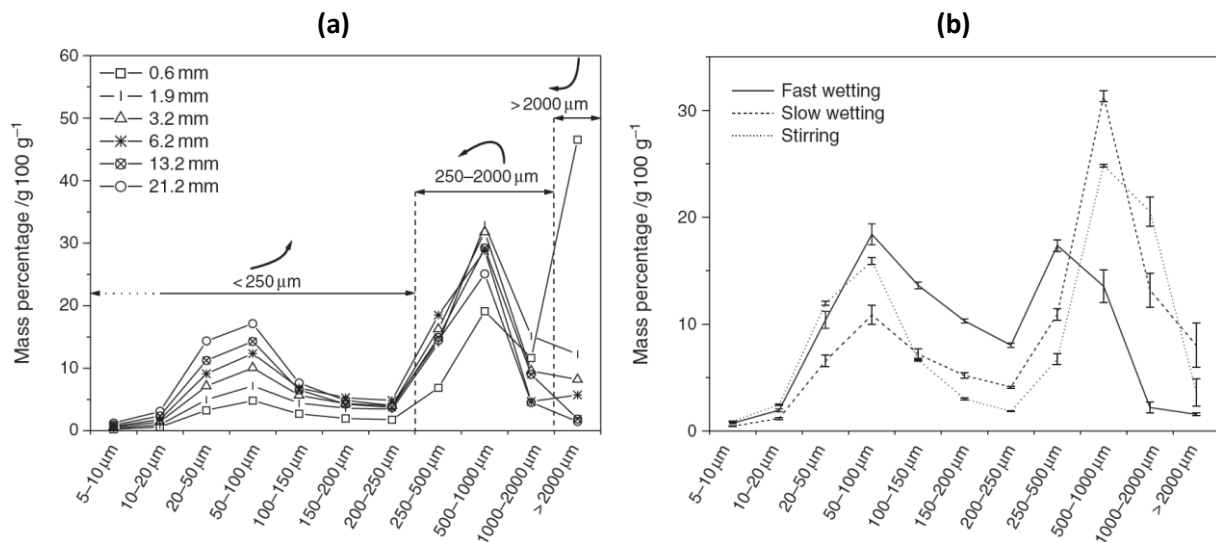 (a)
60
50
40
30
20
10
0
Mass percentage /g 100 g⁻¹
0.6 mm
1.9 mm
3.2 mm
6.2 mm
13.2 mm
21.2 mm
> 2000 µm
250–2000 µm
< 250 µm
5–10 µm
10–20 µm
20–50 µm
50–100 µm
100–150 µm
150–200 µm
200–250 µm
250–500 µm
500–1000 µm
1000–2000 µm
> 2000 µm
(b)
30
20
10
0
Mass percentage /g 100 g⁻¹
Fast wetting
Slow wetting
Stirring
5–10 µm
10–20 µm
20–50 µm
50–100 µm
100–150 µm
150–200 µm
200–250 µm
250–500 µm
500–1000 µm
1000–2000 µm
> 2000 µm